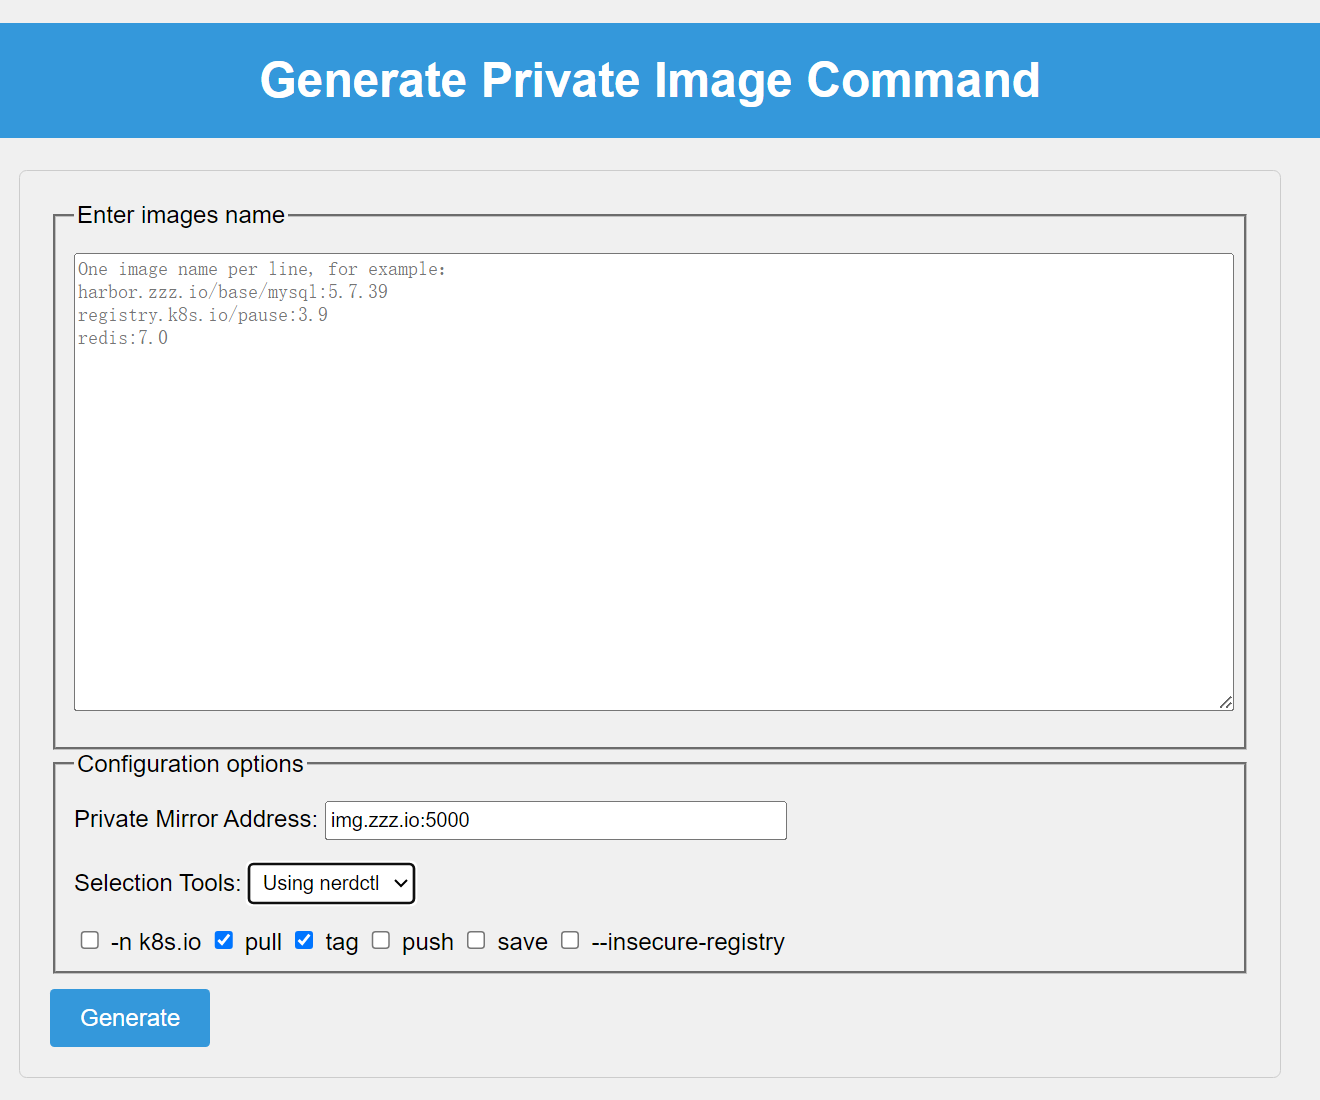 Generate Private Image Command
Enter images name
One image name per line, for example:
harbor.zzz.io/base/mysql:5.7.39
registry.k8s.io/pause:3.9
redis:7.0
Configuration options
Private Mirror Address: img.zzz.io:5000
Selection Tools: Using nerdctl
-n k8s.io pull tag push save --insecure-registry
Generate